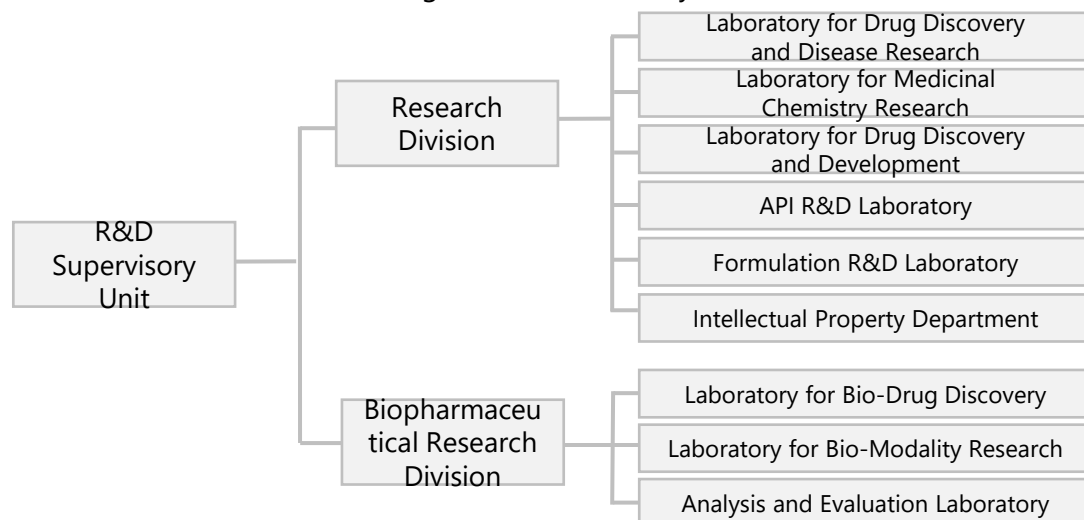 Laboratory for Drug Discovery
and Disease Research
Laboratory for Medicinal
Chemistry Research
Research
Division
Laboratory for Drug Discovery
and Development
API R&D Laboratory
R&D
Supervisory
Unit
Formulation R&D Laboratory
Intellectual Property Department
Laboratory for Bio-Drug Discovery
Biopharmaceu
tical Research
Division
Laboratory for Bio-Modality Research
Analysis and Evaluation Laboratory